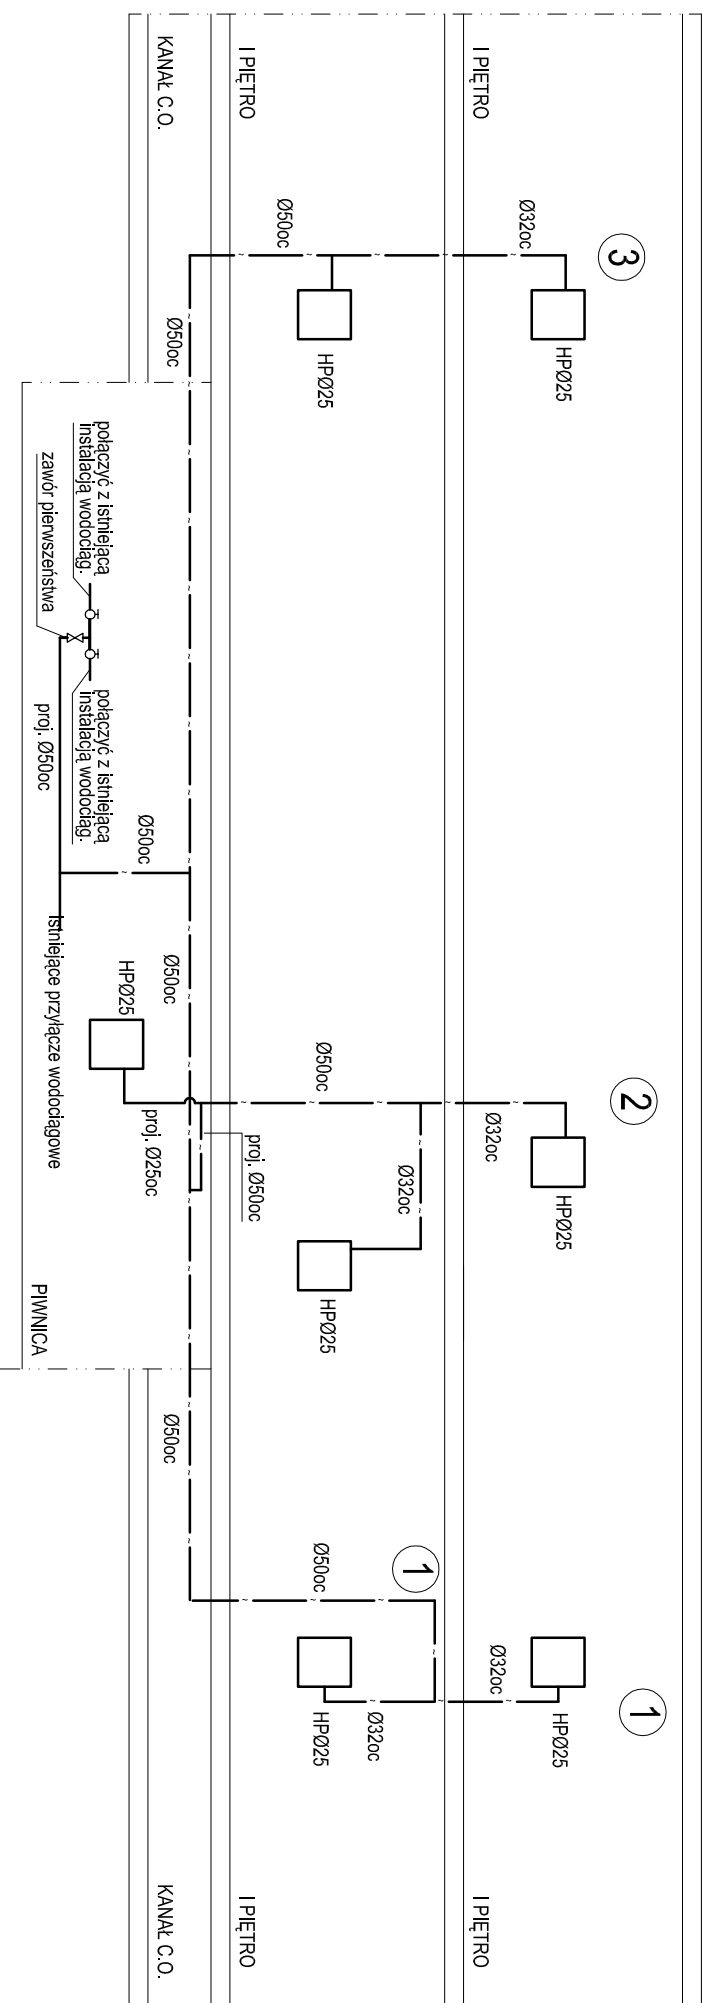 3
2
1
Ø32oc
HPØ25
Ø32oc
HPØ25
Ø32oc
HPØ25
I PIĘTRO
I PIĘTRO
1
Ø50oc
HPØ25
Ø50oc
Ø32oc
HPØ25
Ø50oc
HPØ25
Ø32oc
I PIĘTRO
I PIĘTRO
proj. Ø50oc
KANAŁ C.O.
Ø50oc
Ø50oc
Ø50oc
Ø50oc
KANAŁ C.O.
HPØ25
proj. Ø25oc
połączyć z istniejącą
instalacją wodociąg.
połączyć z istniejącą
instalacją wodociąg.
zawór pierwszeństwa
proj. Ø50oc
Istniejące przyłącze wodociągowe
PIWNICA